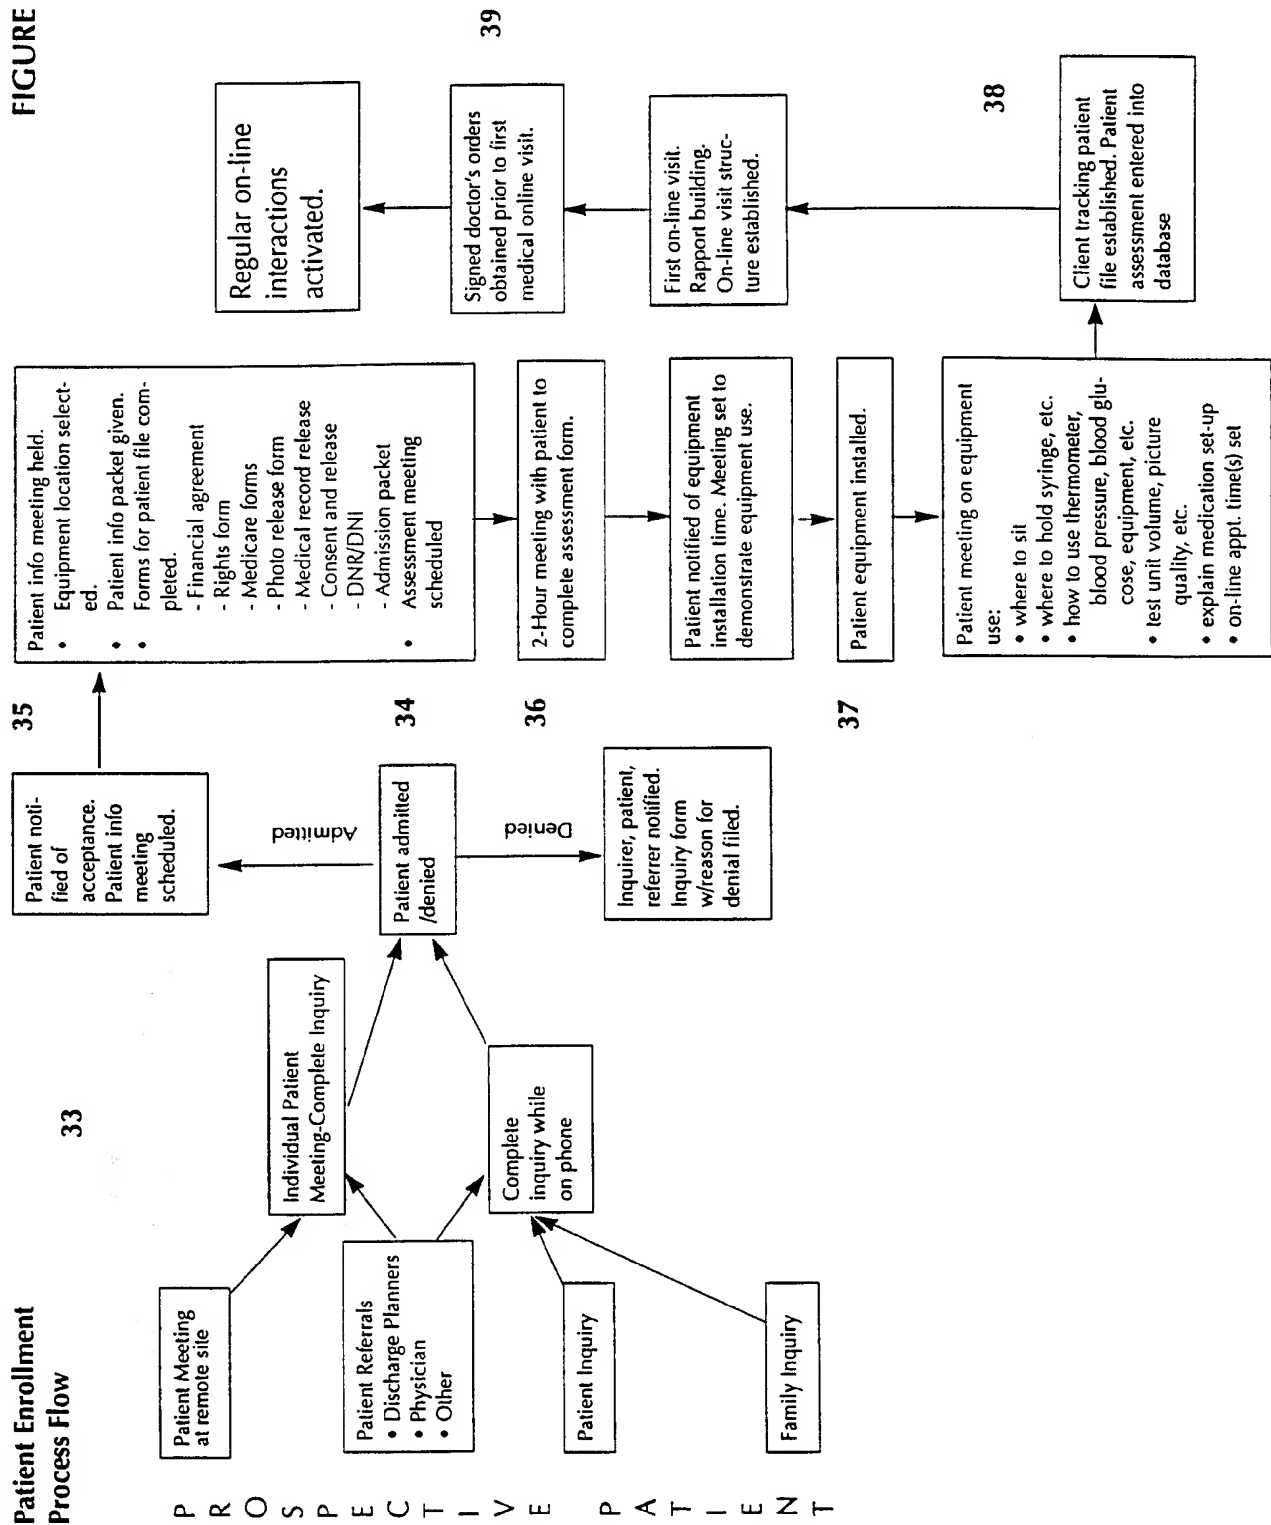 Patient Enrollment
Process Flow
FIGURE
33
P R O S P E C T I V E P A T I E N T
Patient Meeting
at remote site
Patient Referrals
• Discharge Planners
• Physician
• Other
Patient Inquiry
Family Inquiry
Individual Patient
Meeting-Complete Inquiry
Complete
inquiry while
on phone
34
Patient admitted
/denied
Admitted
Denied
35
Patient noti-
fied of
acceptance.
Patient info
meeting
scheduled.
36
Inquirer, patient,
referrer notified.
Inquiry form
w/reason for
denial filed.
Patient info meeting held.
• Equipment location select-
ed.
• Patient info packet given.
• Forms for patient file com-
pleted.
- Financial agreement
- Rights form
- Medicare forms
- Photo release form
- Medical record release
- Consent and release
- DNR/DNI
- Admission packet
• Assessment meeting
scheduled
2-Hour meeting with patient to
complete assessment form.
Patient notified of equipment
installation time. Meeting set to
demonstrate equipment use.
37
Patient equipment installed.
Patient meeting on equipment
use:
• where to sit
• where to hold syringe, etc.
• how to use thermometer,
blood pressure, blood glu-
cose, equipment, etc.
• test unit volume, picture
quality, etc.
• explain medication set-up
• on-line appt. time(s) set
38
Client tracking patient
file established. Patient
assessment entered into
database
First on-line visit.
Rapport building.
On-line visit struc-
ture established.
39
Signed doctor's orders
obtained prior to first
medical online visit.
Regular on-line
interactions
activated.